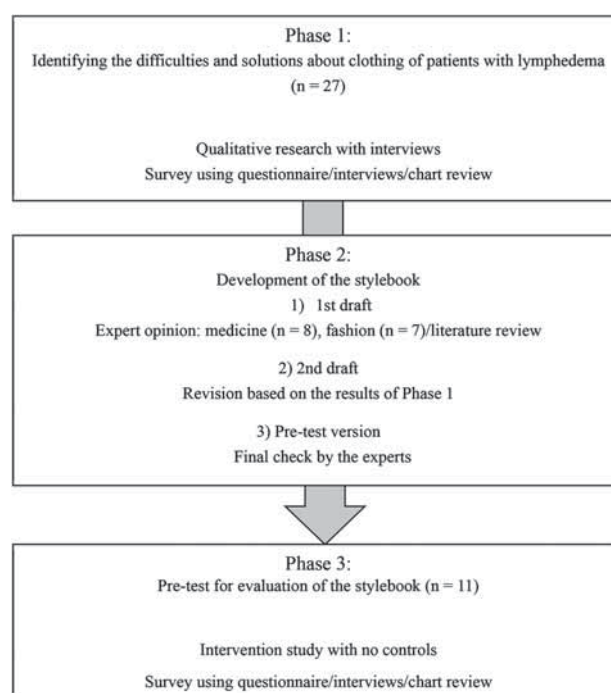 Phase 1:
Identifying the difficulties and solutions about clothing of patients with lymphedema
(n = 27)
Qualitative research with interviews
Survey using questionnaire/interviews/chart review
Phase 2:
Development of the stylebook
1) 1st draft
Expert opinion: medicine (n = 8), fashion (n = 7)/literature review
2) 2nd draft
Revision based on the results of Phase 1
3) Pre-test version
Final check by the experts
Phase 3:
Pre-test for evaluation of the stylebook (n = 11)
Intervention study with no controls
Survey using questionnaire/interviews/chart review